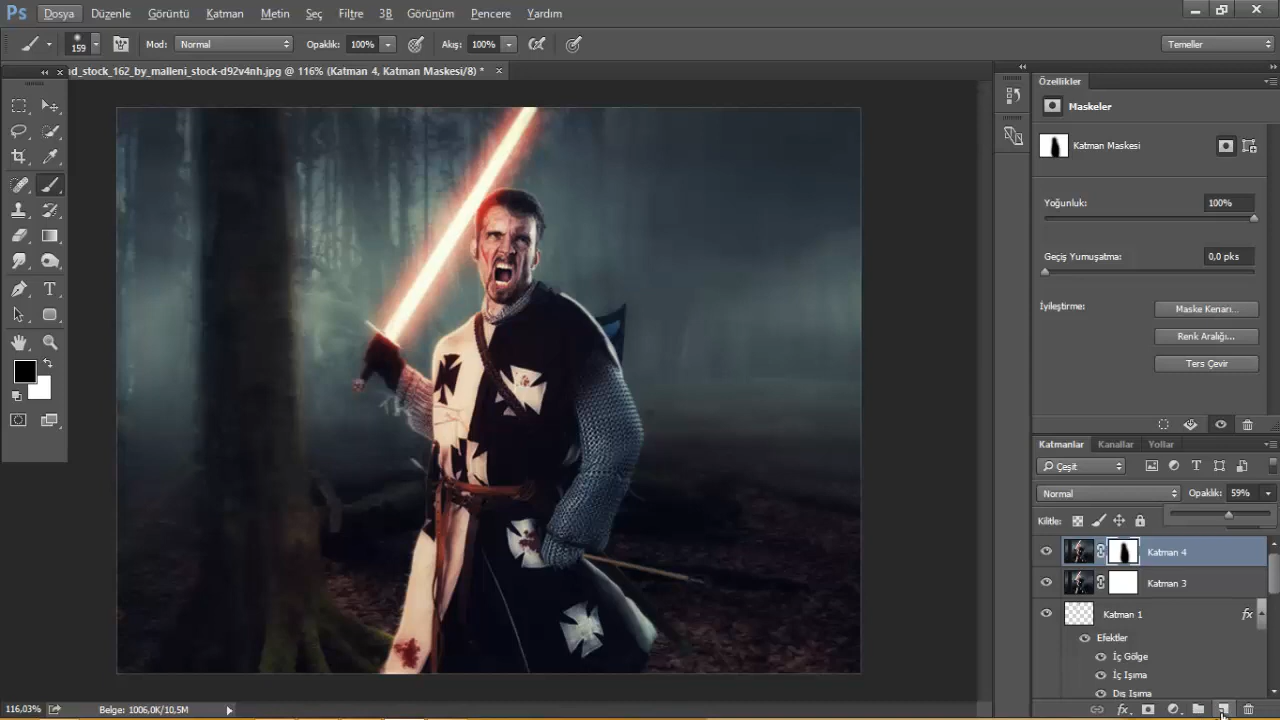 Ps Dosya Düzenle Görüntü Katman Metin Seç Filtre 3B Görünüm Pencere Yardım
159 Mod: Normal Opaklık: 100% Akış: 100% Temeller
ıd_stock_162_by_malleni_stock-d92v4nh.jpg @ 116% (Katman 4, Katman Maskesi/8) *
Özellikler
Maskeler
Katman Maskesi
Yoğunluk: 100%
Geçiş Yumuşatma: 0,0 pks
İyileştirme: Maske Kenarı...
Renk Aralığı...
Ters Çevir
Katmanlar Kanallar Yollar
Çeşit
Normal Opaklık: 59%
Kilitle:
Katman 4
Katman 3
Katman 1 fx
Efektler
İç Gölge
İç Işıma
Dış Işıma
116,03% Belge: 1006,0K/10,5M